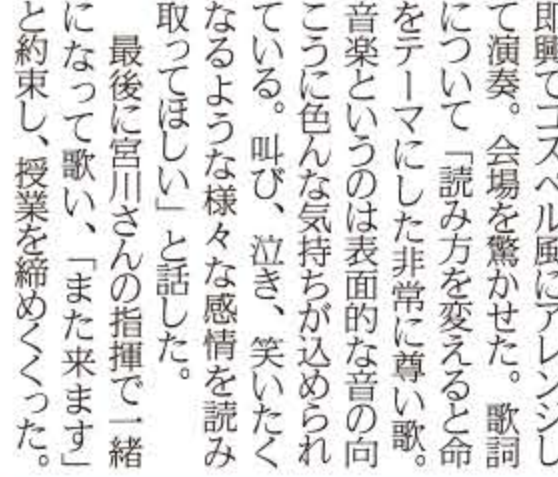 即興でゴスペル風にアレンジし
て演奏。会場を驚かせた。歌詞
について「読み方を変えると命
をテーマにした非常に尊い歌。
音楽というのは表面的な音の向
こうに色んな気持ちが込められ
ている。叫び、泣き、笑いたく
なるような様々な感情を読み
取ってほしい」と話した。
最後に宮川さんの指揮で一緒
になって歌い、「また来ます」
と約束し、授業を締めくくった。